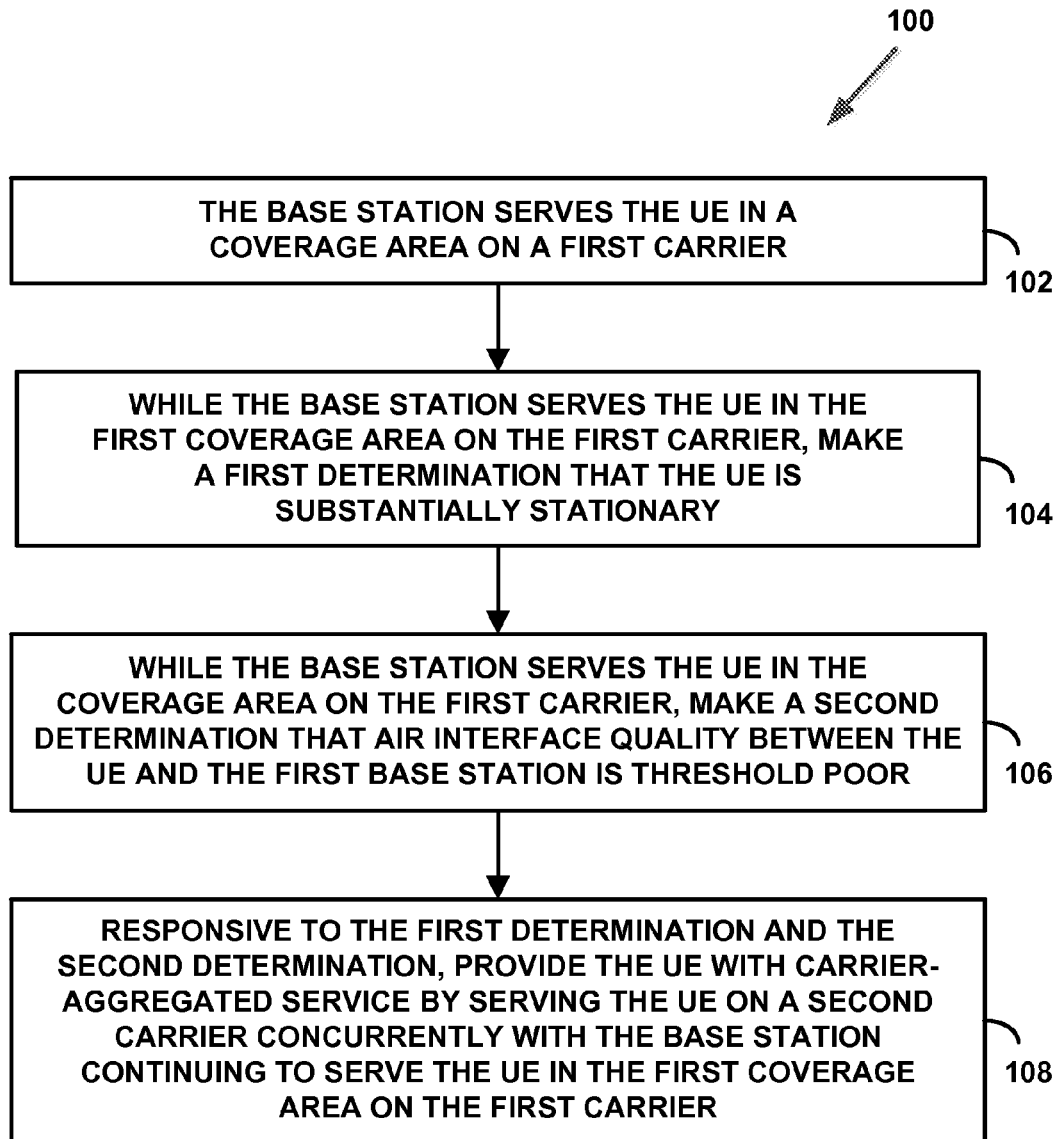 100
THE BASE STATION SERVES THE UE IN A
COVERAGE AREA ON A FIRST CARRIER
102
WHILE THE BASE STATION SERVES THE UE IN THE
FIRST COVERAGE AREA ON THE FIRST CARRIER, MAKE
A FIRST DETERMINATION THAT THE UE IS
SUBSTANTIALLY STATIONARY
104
WHILE THE BASE STATION SERVES THE UE IN THE
COVERAGE AREA ON THE FIRST CARRIER, MAKE A SECOND
DETERMINATION THAT AIR INTERFACE QUALITY BETWEEN THE
UE AND THE FIRST BASE STATION IS THRESHOLD POOR
106
RESPONSIVE TO THE FIRST DETERMINATION AND THE
SECOND DETERMINATION, PROVIDE THE UE WITH CARRIER-
AGGREGATED SERVICE BY SERVING THE UE ON A SECOND
CARRIER CONCURRENTLY WITH THE BASE STATION
CONTINUING TO SERVE THE UE IN THE FIRST COVERAGE
AREA ON THE FIRST CARRIER
108